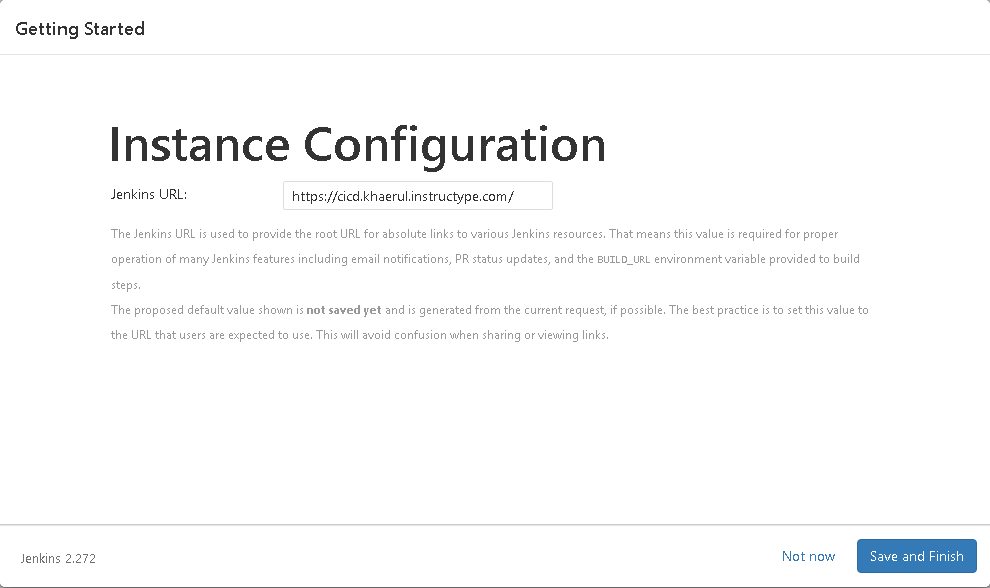 Getting Started
Instance Configuration
Jenkins URL: https://cicd.khaerul.instructype.com/
The Jenkins URL is used to provide the root URL for absolute links to various Jenkins resources. That means this value is required for proper
operation of many Jenkins features including email notifications, PR status updates, and the BUILD_URL environment variable provided to build
steps.
The proposed default value shown is not saved yet and is generated from the current request, if possible. The best practice is to set this value to
the URL that users are expected to use. This will avoid confusion when sharing or viewing links.
Jenkins 2.272 Not now Save and Finish